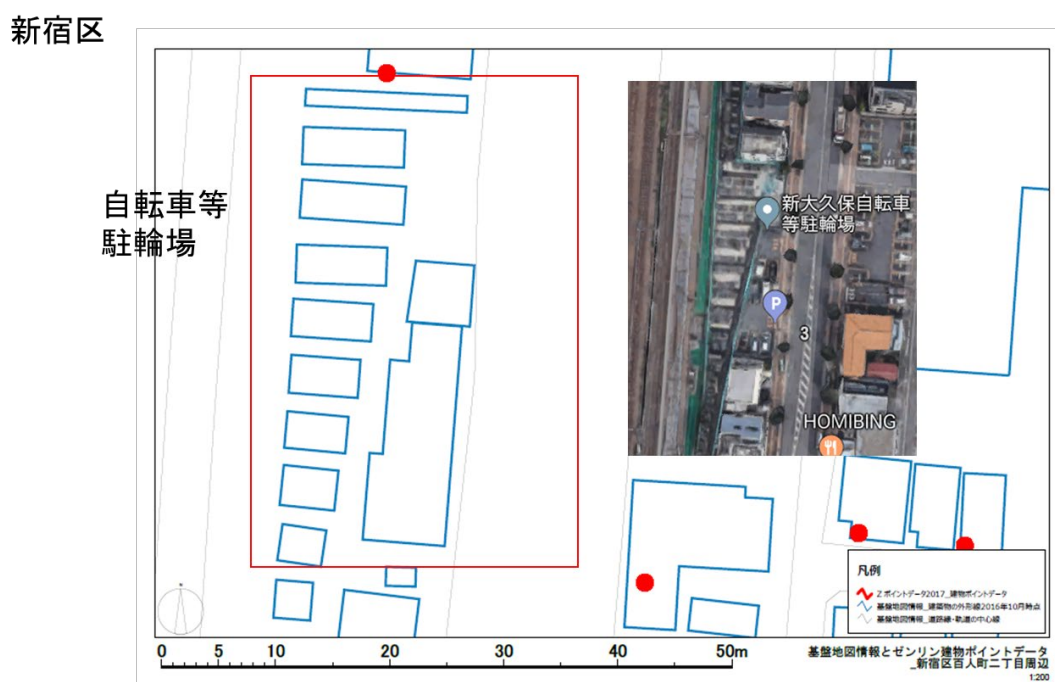 新宿区
自転車等
駐輪場
新大久保自転車
等駐輪場
P
3
HOMIBING
凡例
Zポイントデータ2017_建物ポイントデータ
基盤地図情報_建築物の外形線2016年10月時点
基盤地図情報_道路線・軌道の中心線
0 5 10 20 30 40 50m
基盤地図情報とゼンリン建物ポイントデータ
_新宿区百人町二丁目周辺
1:200